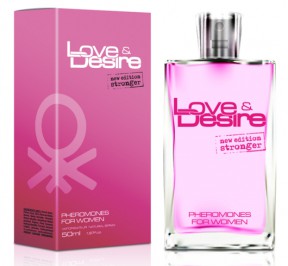 Love &
Desire
new edition
stronger
PHEROMONES
FOR WOMEN
50ml
Love &
Desire
new edition
stronger
PHEROMONES
FOR WOMEN